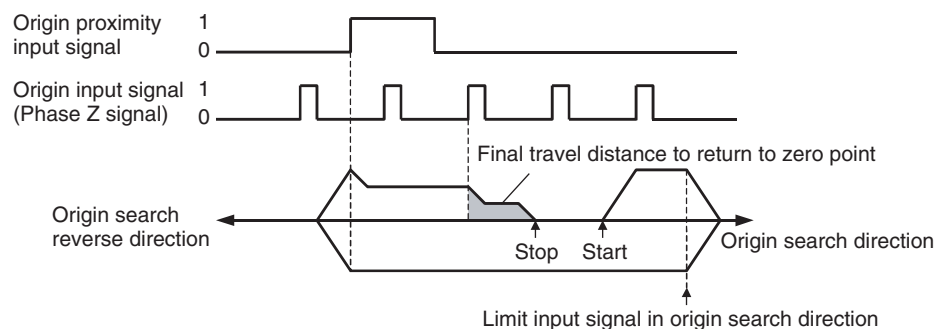 Origin proximity
input signal
1
0
Origin input signal
(Phase Z signal)
1
0
Final travel distance to return to zero point
Origin search
reverse direction
Stop
Start
Origin search direction
Limit input signal in origin search direction